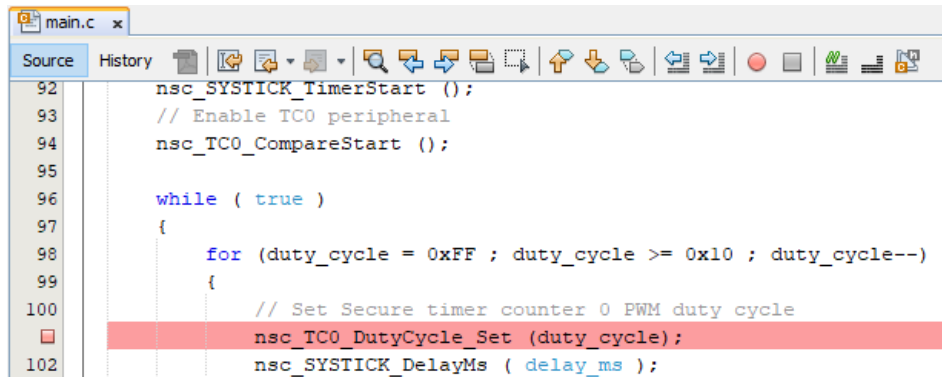 main.c x
Source History
92 nsc_SYSTICK_TimerStart ();
93 // Enable TC0 peripheral
94 nsc_TC0_CompareStart ();
95
96 while ( true )
97 {
98 for (duty_cycle = 0xFF ; duty_cycle >= 0x10 ; duty_cycle--)
99 {
100 // Set Secure timer counter 0 PWM duty cycle
nsc_TC0_DutyCycle_Set (duty_cycle);
102 nsc_SYSTICK_DelayMs ( delay_ms );